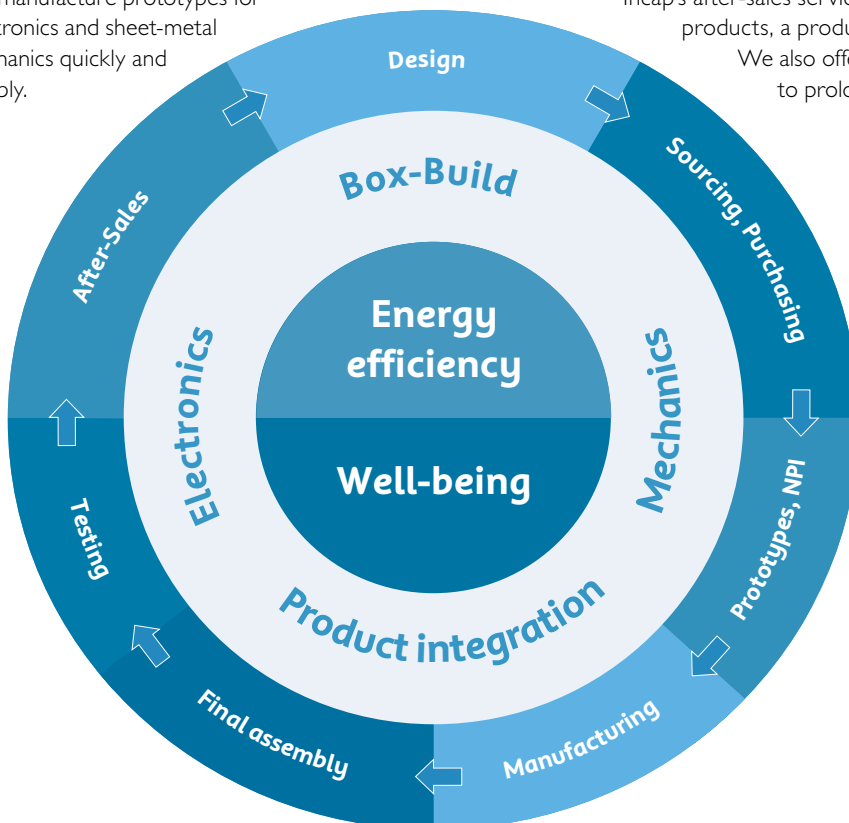 manufacture prototypes for
tronics and sheet-metal
hanics quickly and
bly.
Incap's after-sales servic
products, a produ
We also offe
to prolo
Design
Sourcing, Purchasing
Prototypes, NPI
Manufacturing
Final assembly
Testing
After-Sales
Box-Build
Mechanics
Product integration
Electronics
Energy
efficiency
Well-being